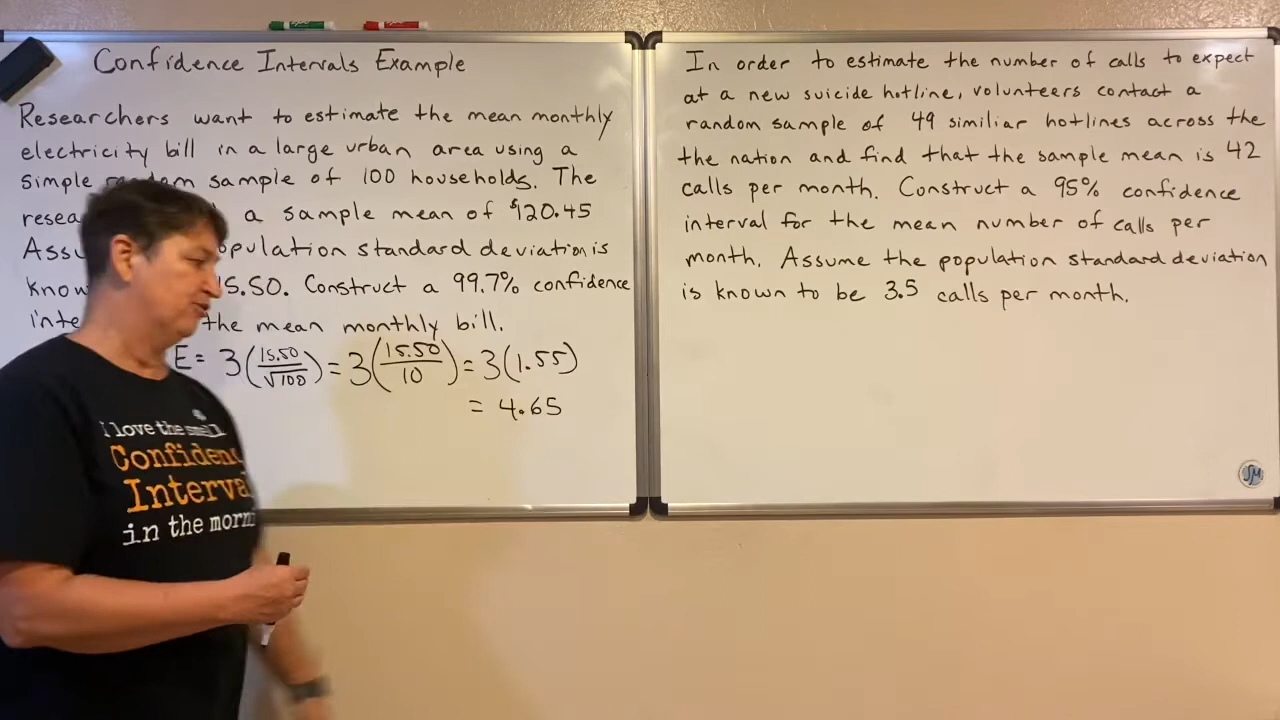 Confidence Intervals Example
Researchers want to estimate the mean monthly
electricity bill in a large urban area using a
simple random sample of 100 households. The
a sample mean of $120.45
standard deviation is
15.50. Construct a 99.7% confidence
the mean monthly bill.
E = 3(15.50/√100) = 3(15.50/10) = 3(1.55)
= 4.65
In order to estimate the number of calls to expect
at a new suicide hotline, volunteers contact a
random sample of 49 similiar hotlines across the
the nation and find that the sample mean is 42
calls per month. Construct a 95% confidence
interval for the mean number of calls per
month. Assume the population standard deviation
is known to be 3.5 calls per month.
SM
I love the smell
Confidenc
Interva
in the morn